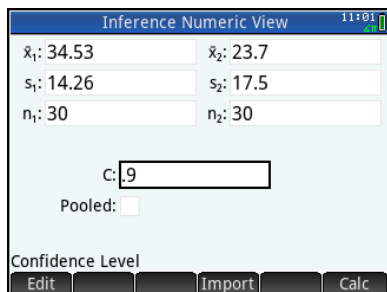 Inference Numeric View 11:01
x̄₁: 34.53 x̄₂: 23.7
s₁: 14.26 s₂: 17.5
n₁: 30 n₂: 30
C: .9
Pooled:
Confidence Level
Edit Import Calc